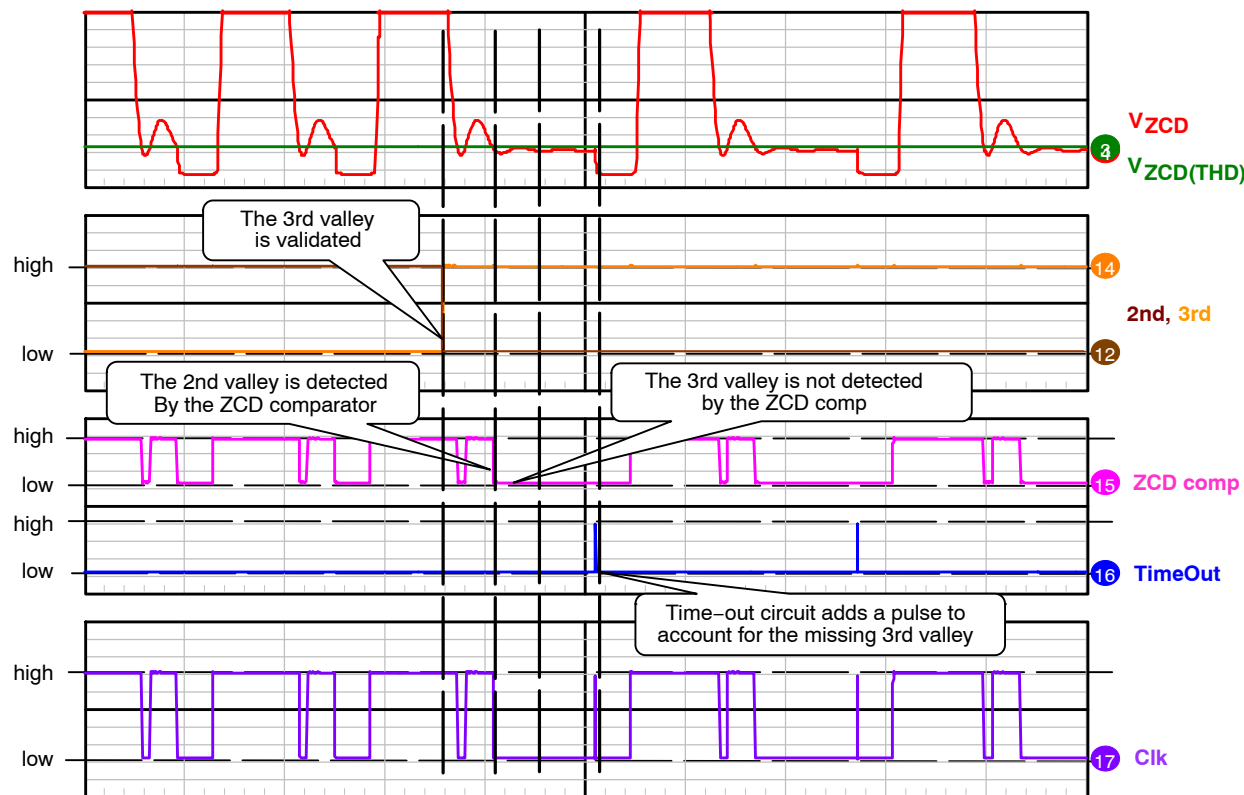 VZCD
3
4
VZCD(THD)
The 3rd valley
is validated
high
14
2nd, 3rd
low
12
The 2nd valley is detected
By the ZCD comparator
The 3rd valley is not detected
by the ZCD comp
high
low
15 ZCD comp
high
low
16 TimeOut
Time−out circuit adds a pulse to
account for the missing 3rd valley
high
low
17 Clk